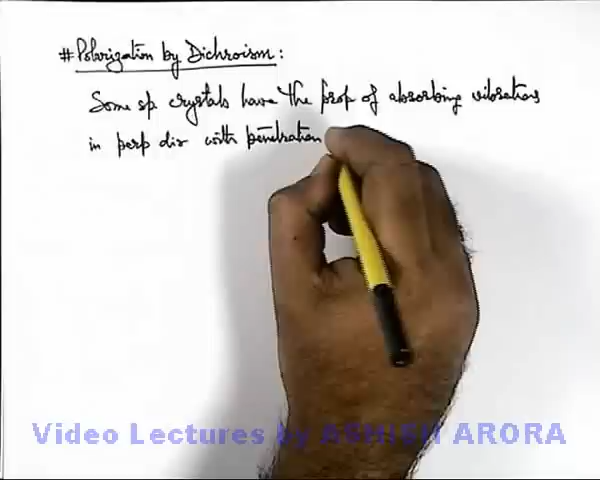 # Polarization by Dichroism :
Some sp crystals have the prop of absorbing vibrations
in perp dir with penetration
Video Lectures by ASHISH ARORA